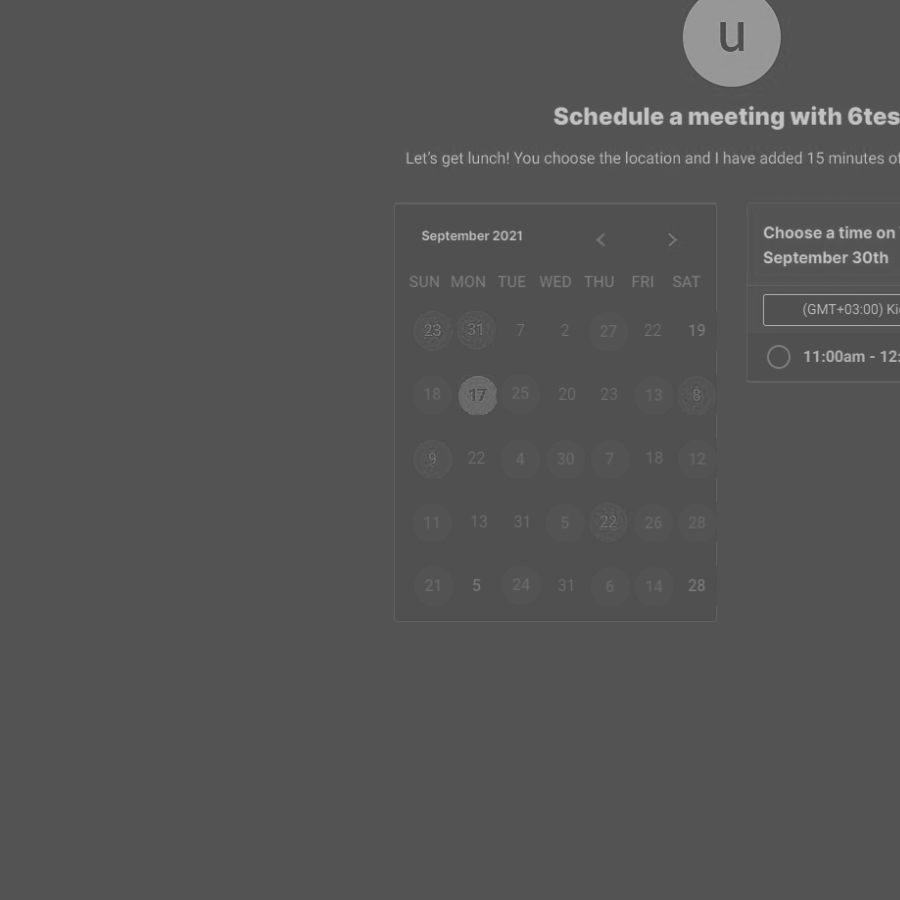 u
Schedule a meeting with 6tes
Let's get lunch! You choose the location and I have added 15 minutes of
September 2021
SUN MON TUE WED THU FRI SAT
23 31 7 2 27 22 19
18 17 25 20 23 13 8
9 22 4 30 7 18 12
11 13 31 5 22 26 28
21 5 24 31 6 14 28
Choose a time on
September 30th
(GMT+03:00) Ki
11:00am - 12: